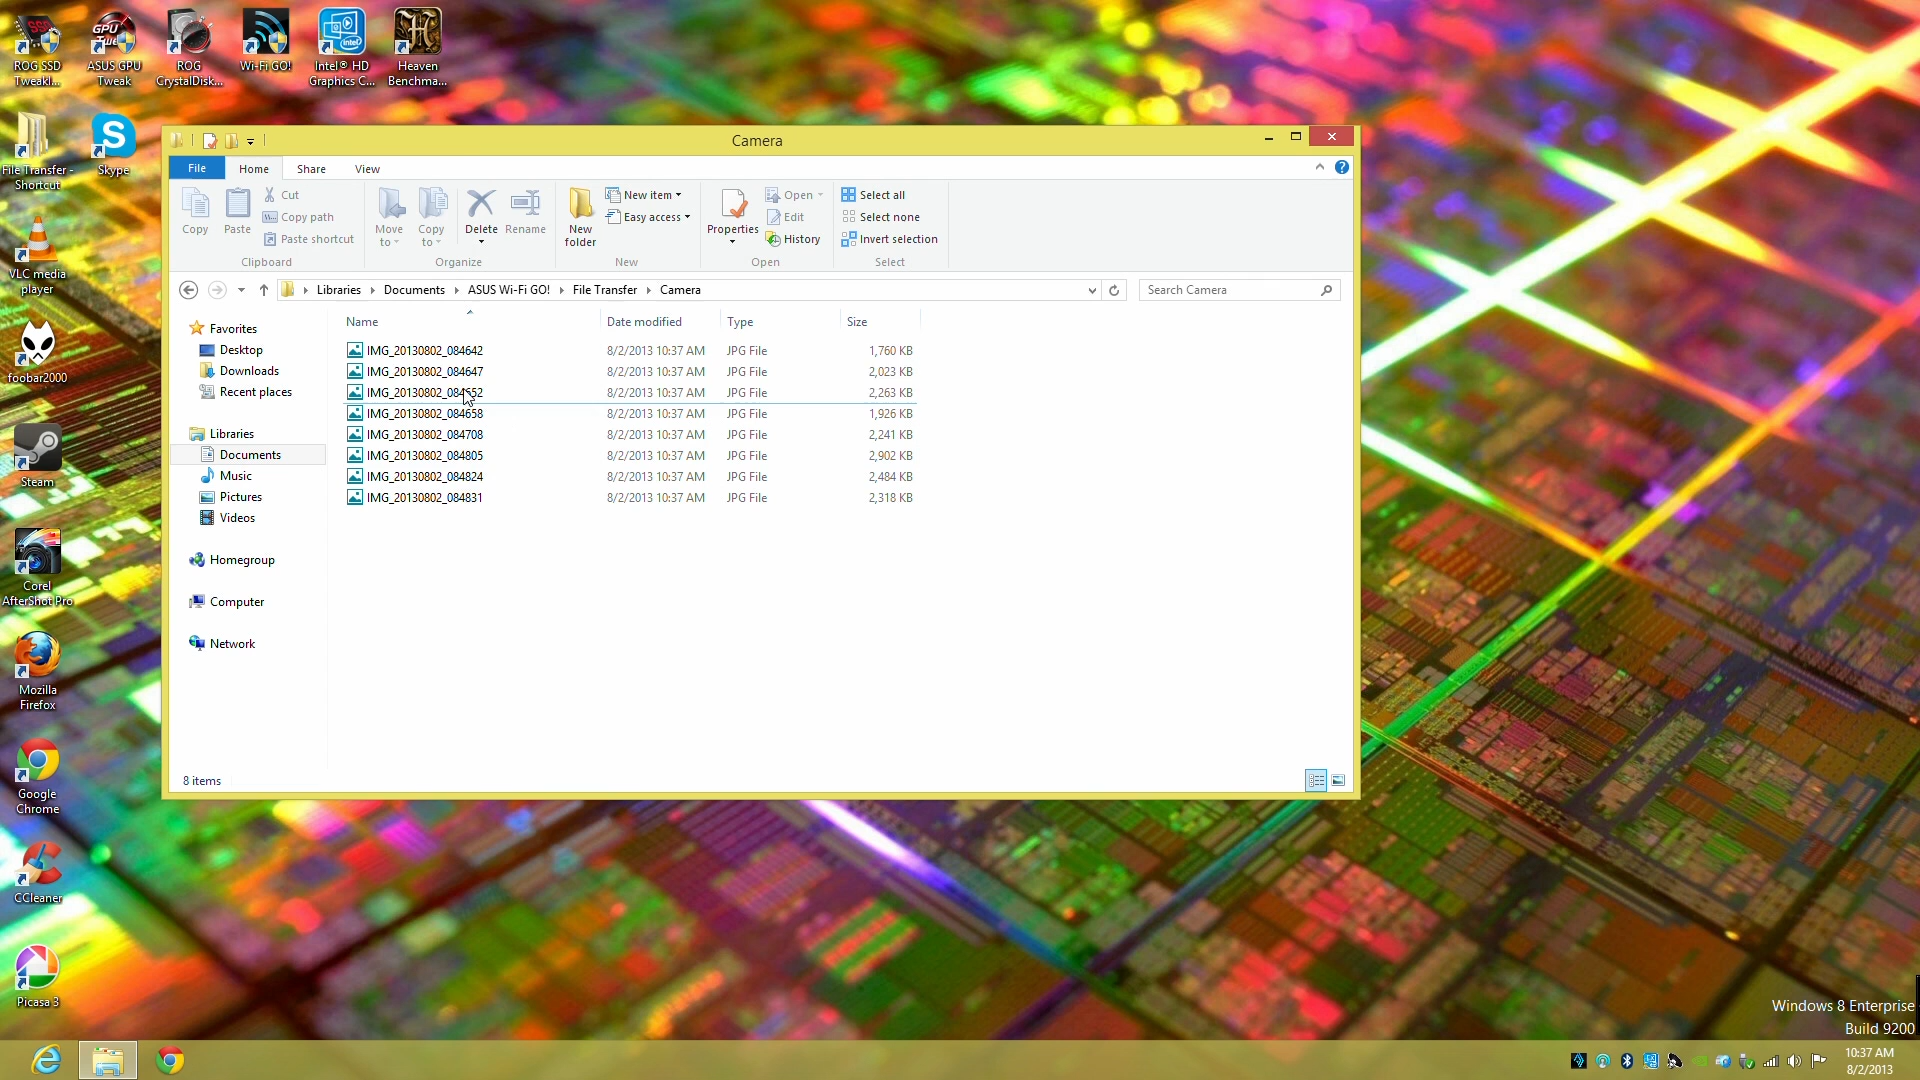 ROG SSD
TweakI...
ASUS GPU
Tweak
ROG
CrystalDisk...
Wi-Fi GO!
Intel® HD
Graphics C...
Heaven
Benchma...
File Transfer -
Shortcut
Skype
VLC media
player
foobar2000
Steam
Corel
AfterShot Pro
Mozilla
Firefox
Google
Chrome
CCleaner
Picasa 3
Camera
File
Home
Share
View
Copy
Paste
Cut
Copy path
Paste shortcut
Clipboard
Move
to
Copy
to
Delete
Rename
Organize
New
folder
New item
Easy access
New
Properties
Open
Edit
History
Open
Select all
Select none
Invert selection
Select
Libraries
Documents
ASUS Wi-Fi GO!
File Transfer
Camera
Search Camera
Favorites
Desktop
Downloads
Recent places
Libraries
Documents
Music
Pictures
Videos
Homegroup
Computer
Network
Name Date modified Type Size
IMG_20130802_084642 8/2/2013 10:37 AM JPG File 1,760 KB
IMG_20130802_084647 8/2/2013 10:37 AM JPG File 2,023 KB
IMG_20130802_084652 8/2/2013 10:37 AM JPG File 2,263 KB
IMG_20130802_084658 8/2/2013 10:37 AM JPG File 1,926 KB
IMG_20130802_084708 8/2/2013 10:37 AM JPG File 2,241 KB
IMG_20130802_084805 8/2/2013 10:37 AM JPG File 2,902 KB
IMG_20130802_084824 8/2/2013 10:37 AM JPG File 2,484 KB
IMG_20130802_084831 8/2/2013 10:37 AM JPG File 2,318 KB
8 items
Windows 8 Enterprise
Build 9200
10:37 AM
8/2/2013